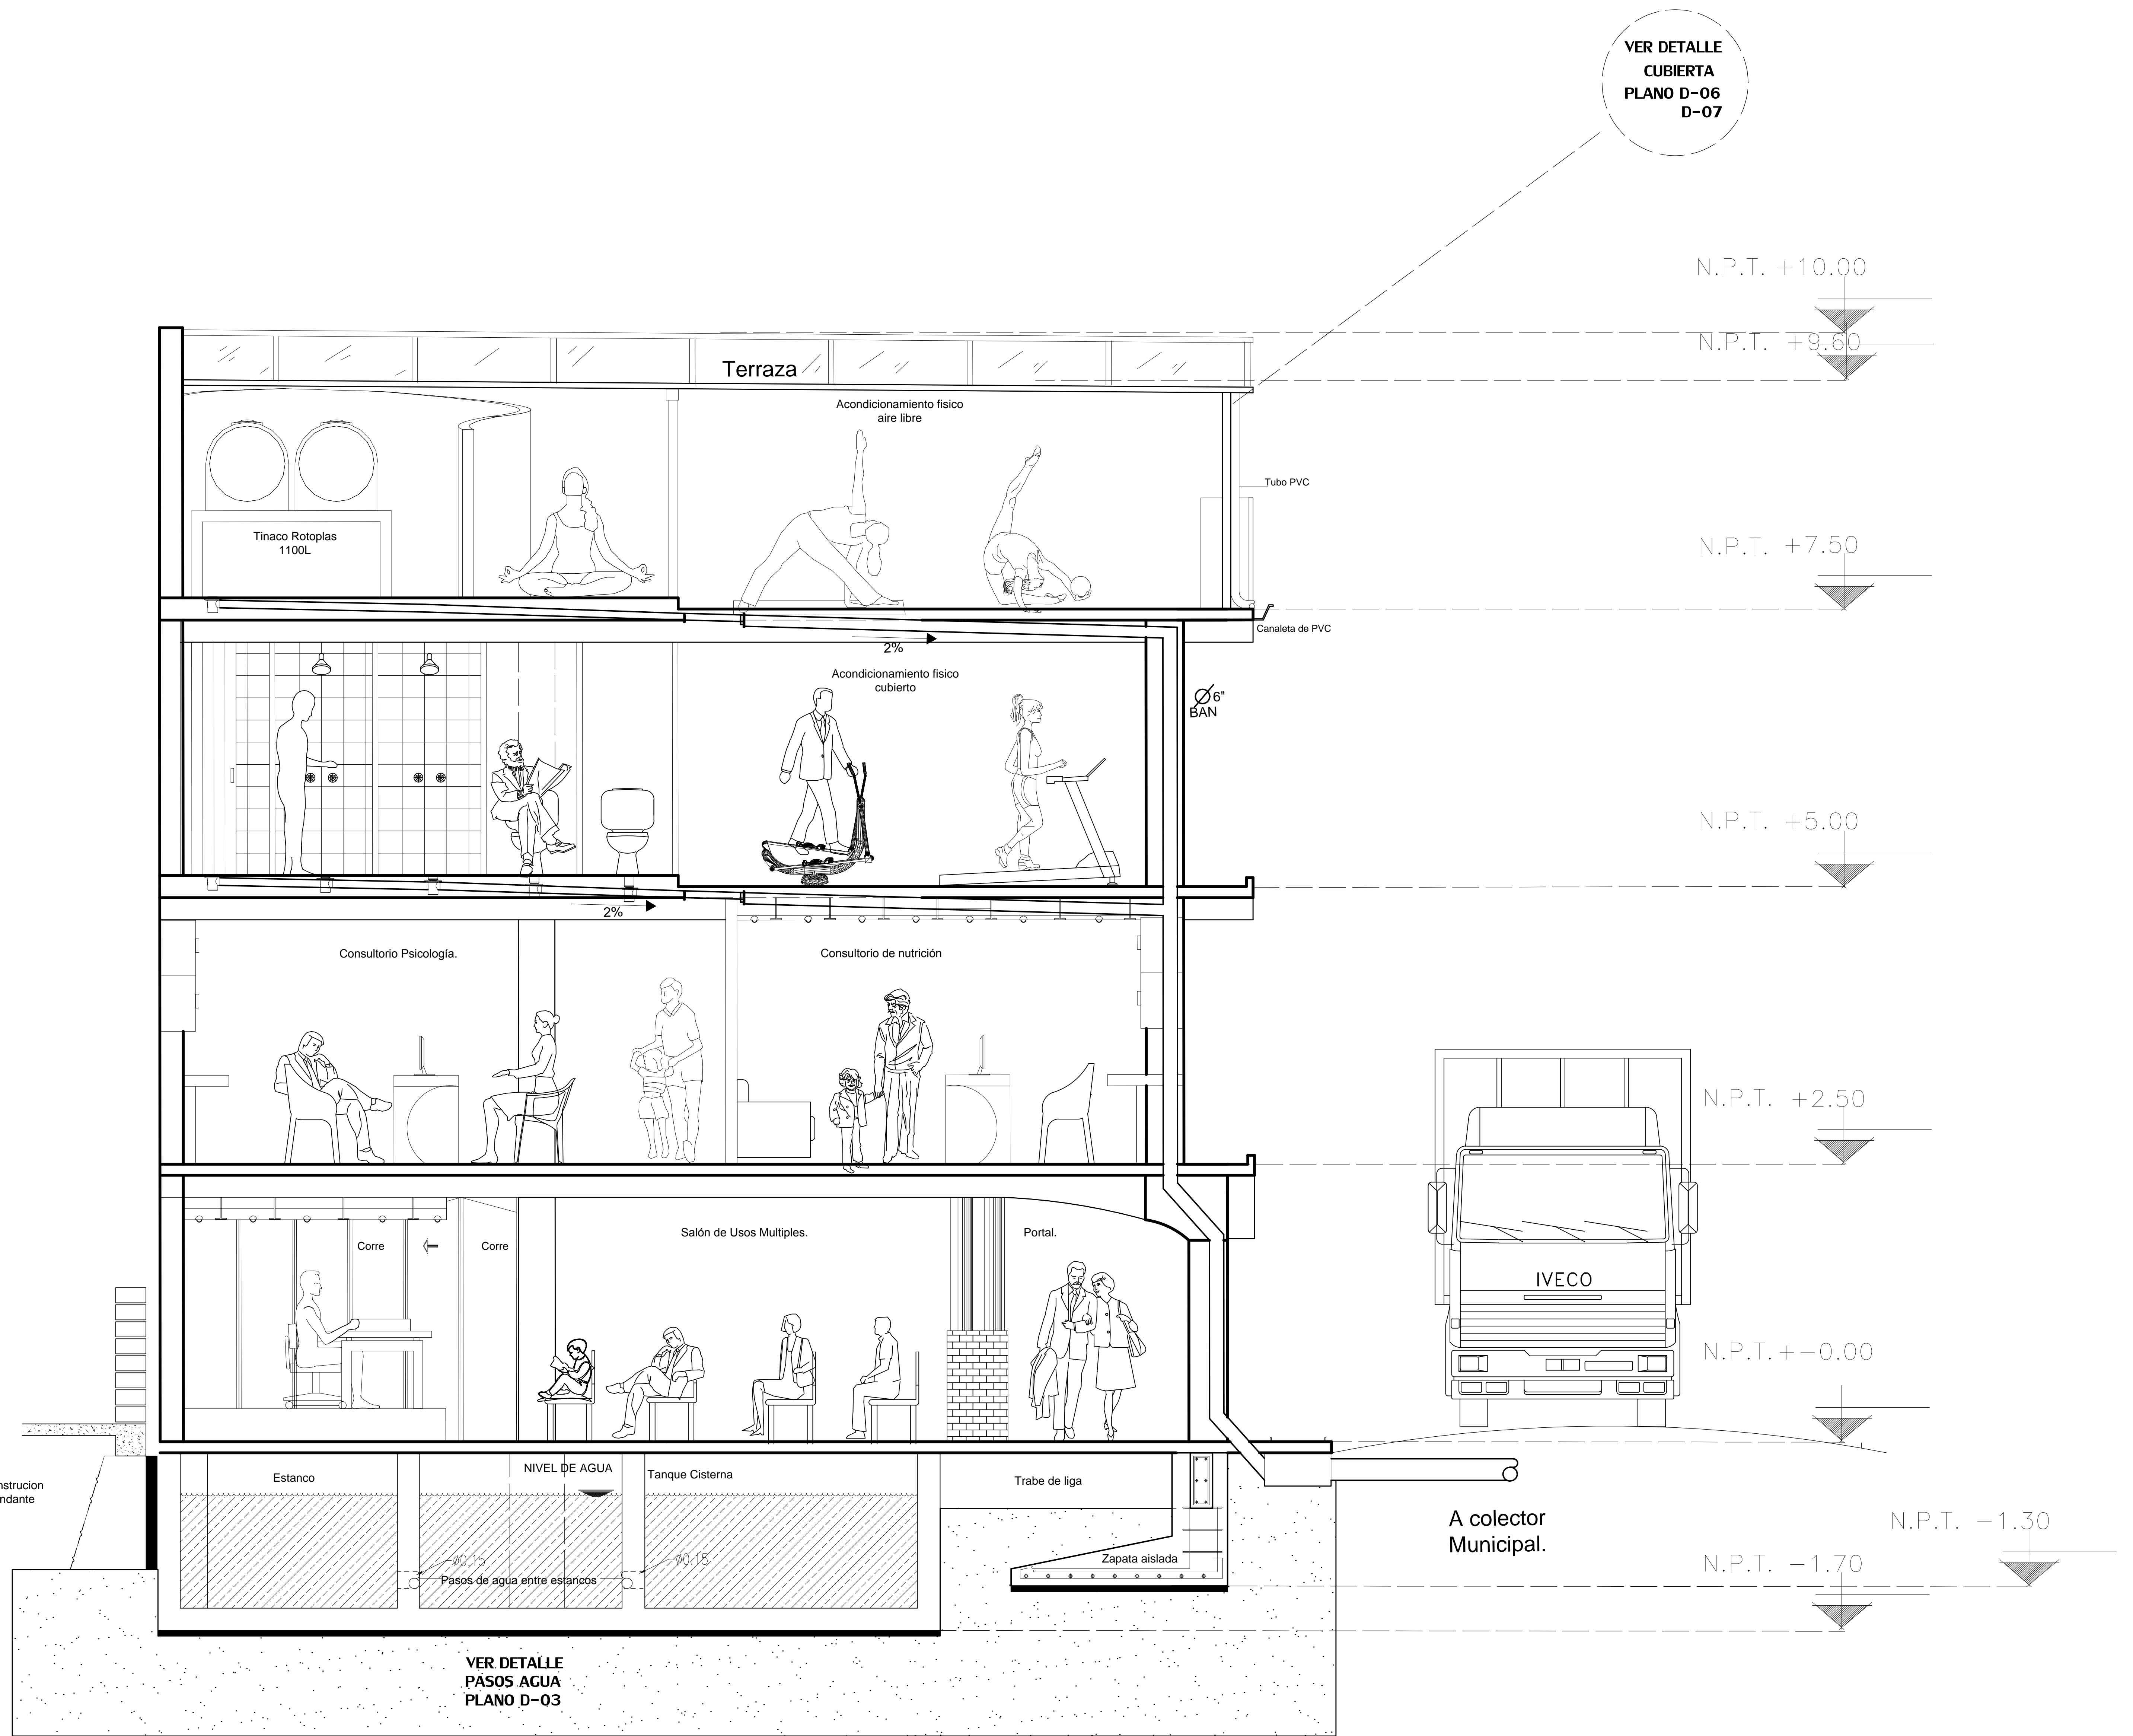 VER DETALLE
CUBIERTA
PLANO D-06
D-07
N.P.T. +10.00
N.P.T. +9.60
Terraza
Acondicionamiento fisico
aire libre
Tubo PVC
Tinaco Rotoplas
1100L
N.P.T. +7.50
Canaleta de PVC
2%
Acondicionamiento fisico
cubierto
Ø6"
BAN
N.P.T. +5.00
2%
Consultorio Psicología.
Consultorio de nutrición
N.P.T. +2.50
Salón de Usos Multiples.
Portal.
Corre
Corre
IVECO
N.P.T.+-0.00
Estanco
NIVEL DE AGUA
Tanque Cisterna
Trabe de liga
nstrucion
ndante
A colector
Municipal.
N.P.T. -1.30
Ø0.15
Ø0.15
Zapata aislada
N.P.T. -1.70
Pasos de agua entre estancos
VER DETALLE
PASOS AGUA
PLANO D-03